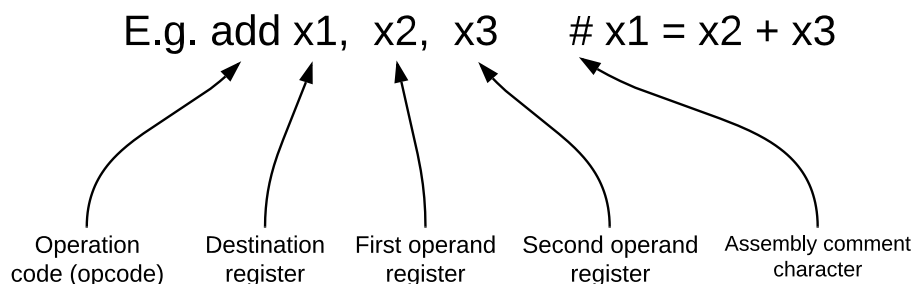 E.g. add x1, x2, x3 # x1 = x2 + x3
Operation
code (opcode)
Destination
register
First operand
register
Second operand
register
Assembly comment
character